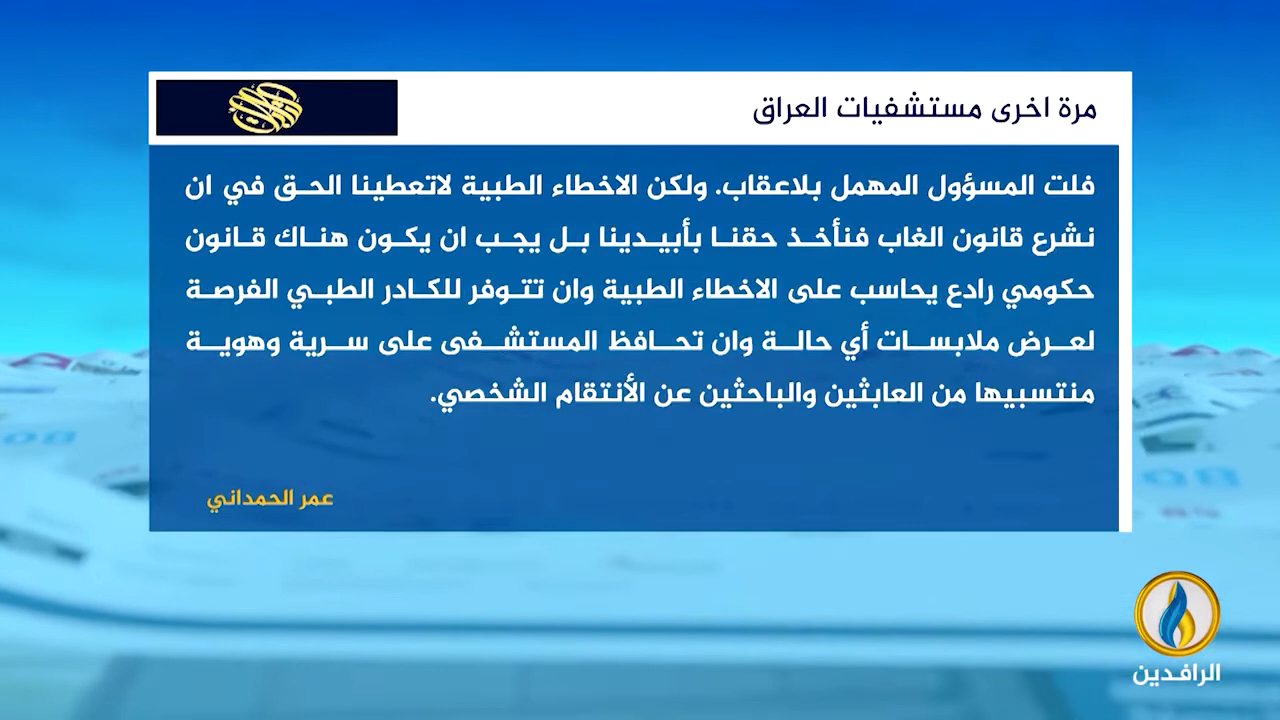 مرة اخرى مستشفيات العراق
فلت المسؤول المهمل بلاعقاب. ولكن الاخطاء الطبية لاتعطينا الحق في ان
نشرع قانون الغاب فنأخذ حقنا بأبيدينا بل يجب ان يكون هناك قانون
حكومي رادع يحاسب على الاخطاء الطبية وان تتوفر للكادر الطبي الفرصة
لعرض ملابسات أي حالة وان تحافظ المستشفى على سرية وهوية
منتسبيها من العابثين والباحثين عن الأنتقام الشخصي.
عمر الحمداني
الرافدين